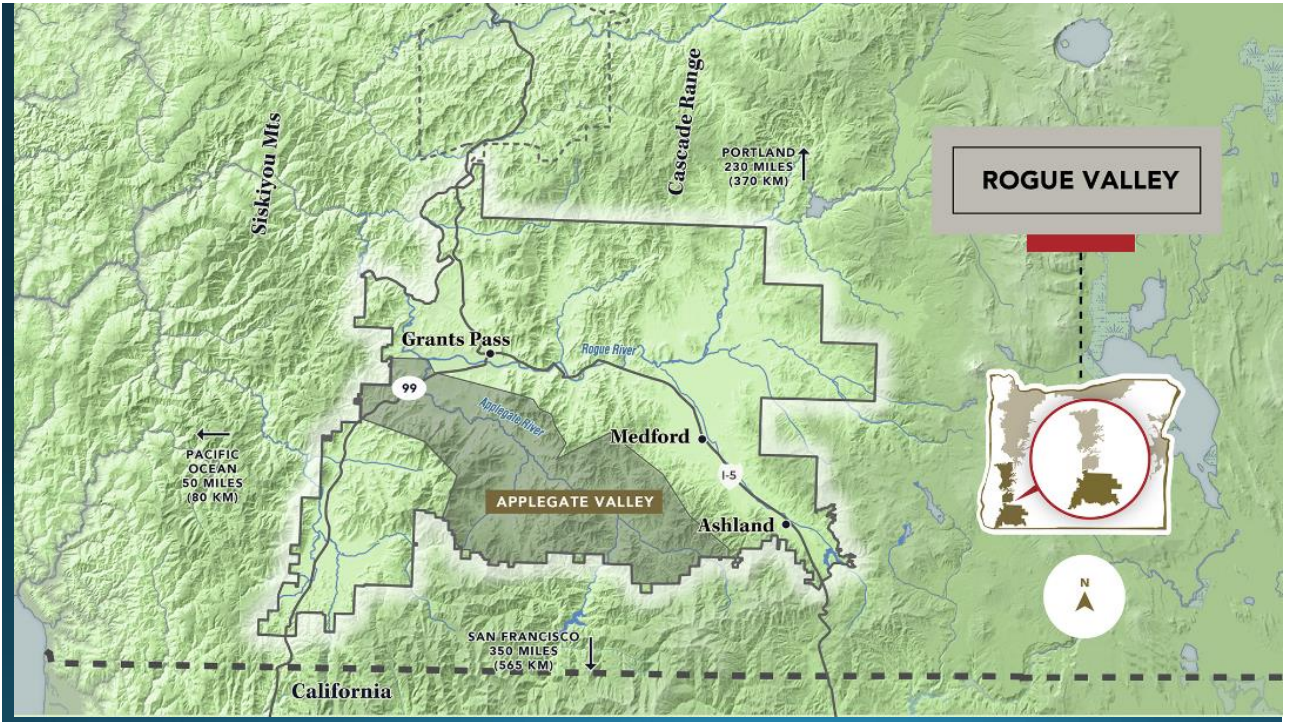 Siskiyou Mts
Cascade Range
PORTLAND
230 MILES
(370 KM)
ROGUE VALLEY
Grants Pass
Rogue River
99
Applegate River
Medford
PACIFIC
OCEAN
50 MILES
(80 KM)
I-5
APPLEGATE VALLEY
Ashland
N
SAN FRANCISCO
350 MILES
(565 KM)
California